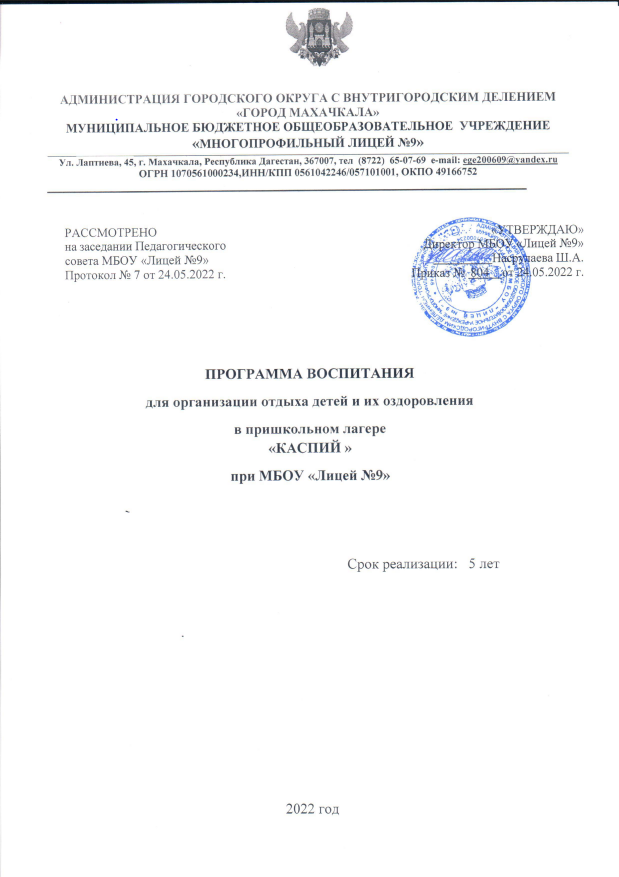 АДМИНИСТРАЦИЯ ГОРОДСКОГО ОКРУГА С ВНУТРИГОРОДСКИМ ДЕЛЕНИЕМ
«ГОРОД МАХАЧКАЛА»
МУНИЦИПАЛЬНОЕ БЮДЖЕТНОЕ ОБЩЕОБРАЗОВАТЕЛЬНОЕ УЧРЕЖДЕНИЕ
«МНОГОПРОФИЛЬНЫЙ ЛИЦЕЙ №9»
Ул. Лаптиева, 45, г. Махачкала, Республика Дагестан, 367007, тел (8722) 65-07-69 e-mail: ege200609@yandex.ru
ОГРН 1070561000234,ИНН/КПП 0561042246/057101001, ОКПО 49166752
РАССМОТРЕНО
на заседании Педагогического
совета МБОУ «Лицей №9»
Протокол № 7 от 24.05.2022 г.
«УТВЕРЖДАЮ»
Директор МБОУ «Лицей №9»
Насрулаева Ш.А.
Приказ № 804 от 24.05.2022 г.
ПРОГРАММА ВОСПИТАНИЯ
для организации отдыха детей и их оздоровления
в пришкольном лагере
«КАСПИЙ »
при МБОУ «Лицей №9»
Срок реализации: 5 лет
2022 год